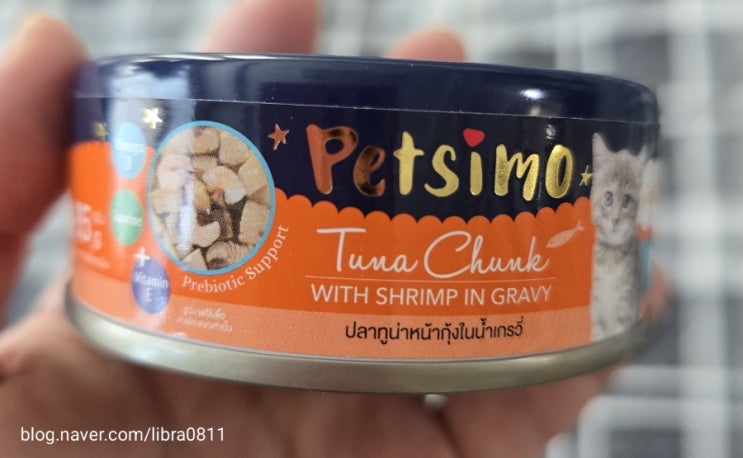 Petsimo
Tuna Chunk
WITH SHRIMP IN GRAVY
ปลาทูน่าหน้ากุ้งในน้ำเกรวี่
Prebiotic Support
Omega
3
Taurine
+
Vitamin
E
85
g
blog.naver.com/libra0811